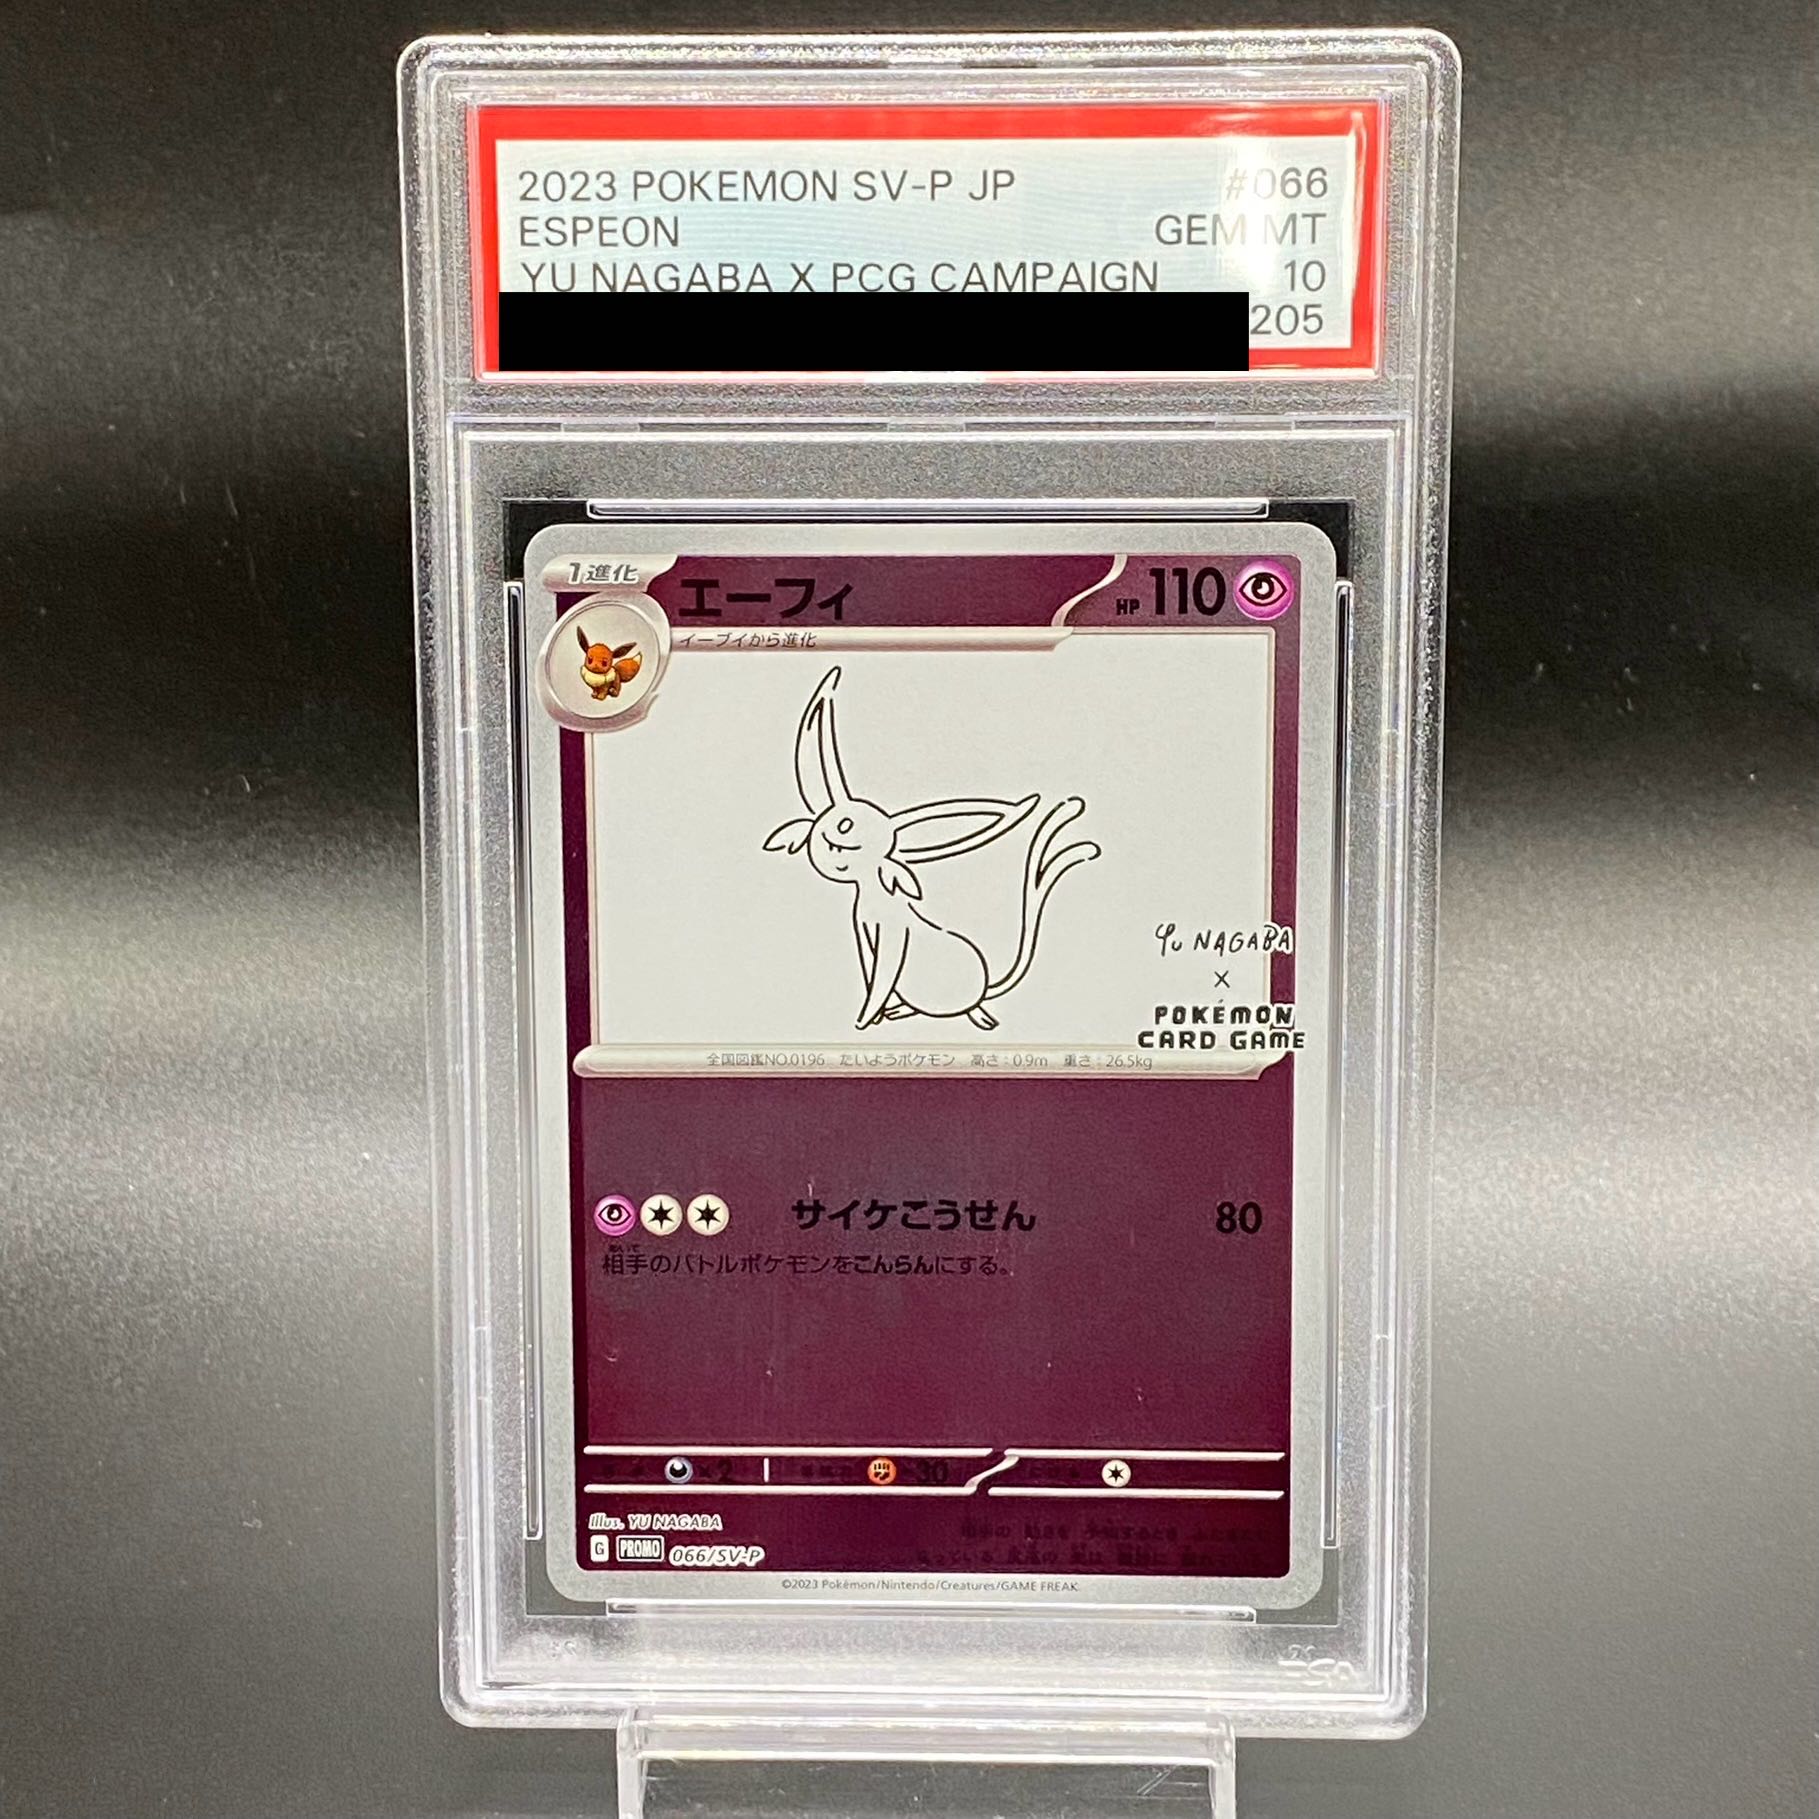 2023 POKEMON SV-P JP #066
ESPEON GEM MT
YU NAGABA X PCG CAMPAIGN 10
205
1進化 エーフィ HP 110
イーブイから進化
YU NAGABA
×
POKÉMON
CARD GAME
全国図鑑NO.0196 たいようポケモン 高さ:0.9m 重さ:26.5kg
サイケこうせん 80
あいて
相手のバトルポケモンをこんらんにする。
×2 30
Illus. YU NAGABA
G PROMO 066/SV-P
©2023 Pokémon/Nintendo/Creatures/GAME FREAK